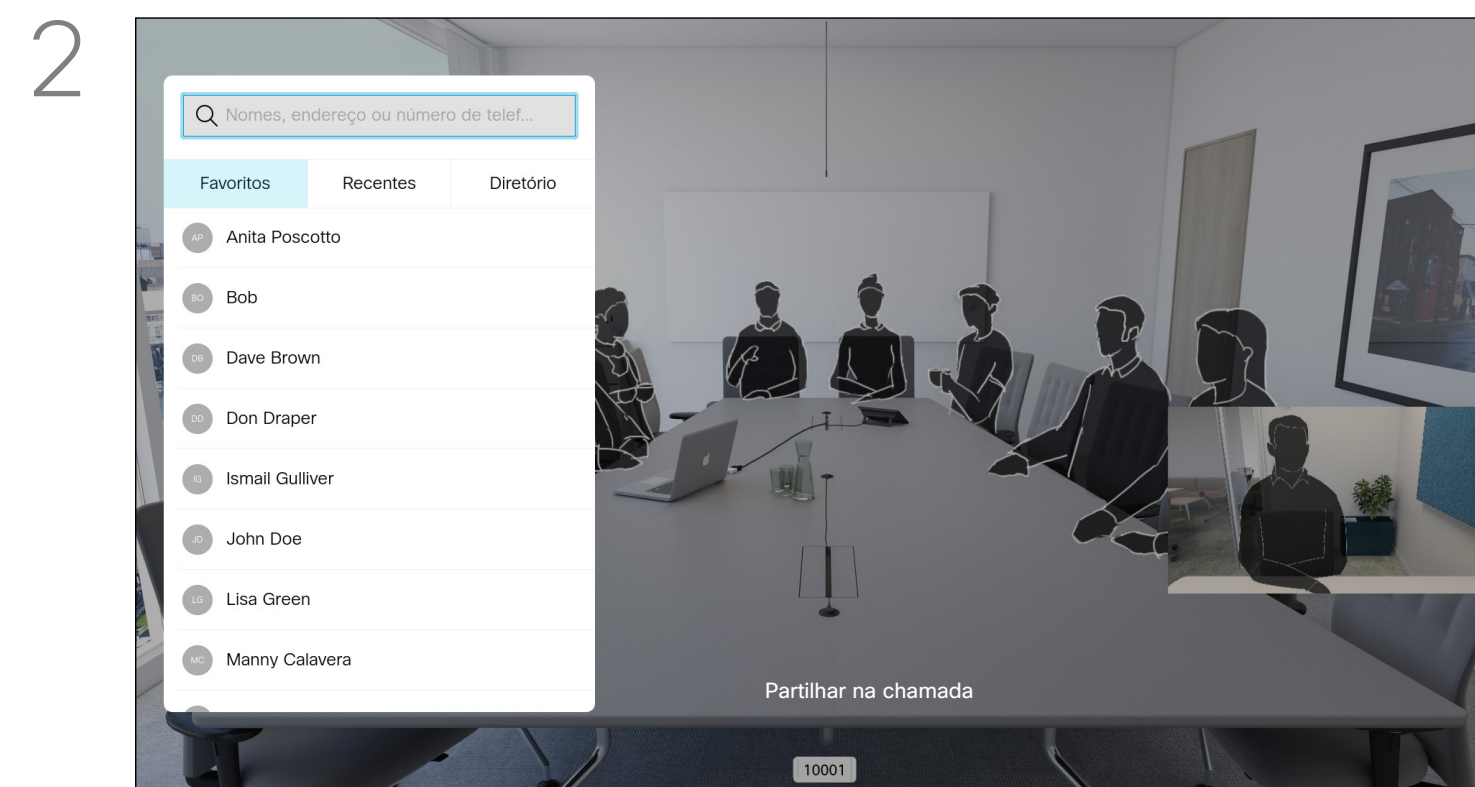 2
Nomes, endereço ou número de telef...
Favoritos
Recentes
Diretório
AP
Anita Poscotto
BO
Bob
DB
Dave Brown
DD
Don Draper
IG
Ismail Gulliver
JD
John Doe
LG
Lisa Green
MC
Manny Calavera
Partilhar na chamada
10001